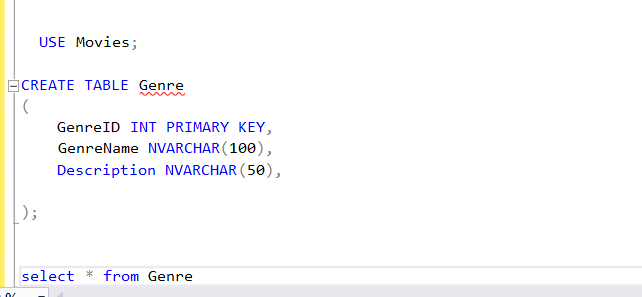 USE Movies;
CREATE TABLE Genre
(
GenreID INT PRIMARY KEY,
GenreName NVARCHAR(100),
Description NVARCHAR(50),
);
select * from Genre
%